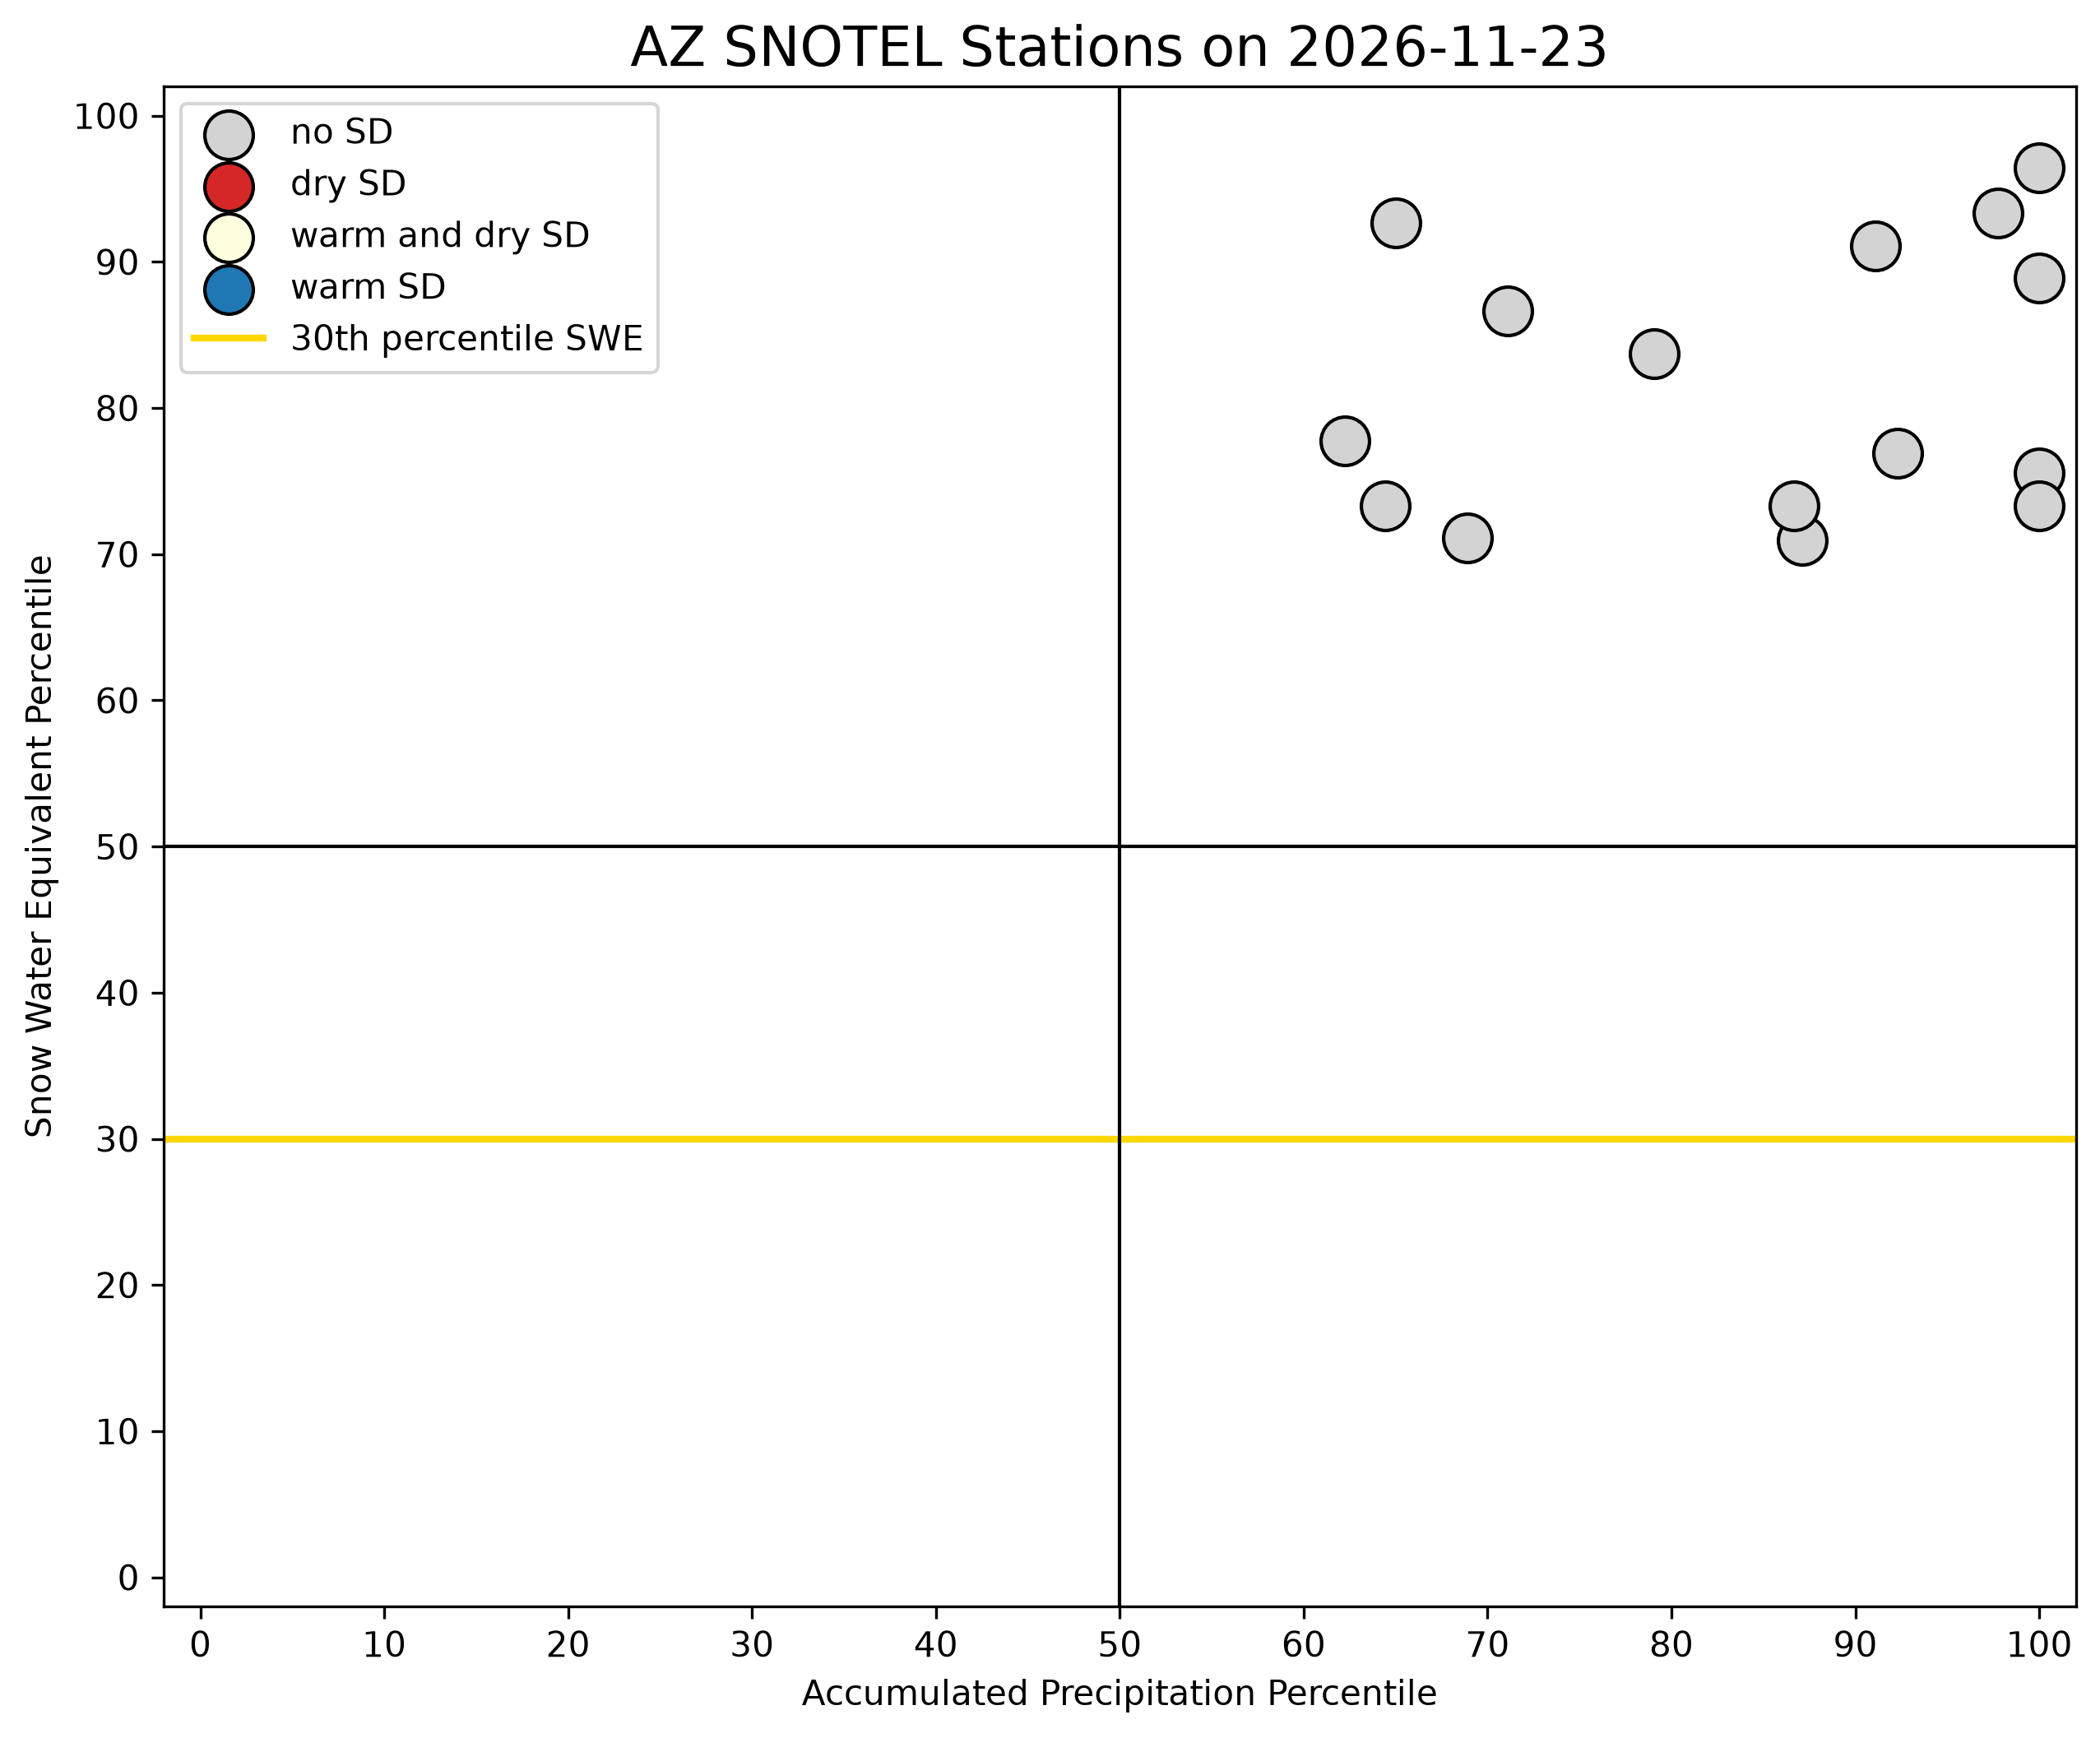 AZ SNOTEL Stations on 2026-11-23
no SD
dry SD
warm and dry SD
warm SD
30th percentile SWE
Snow Water Equivalent Percentile
100
90
80
70
60
50
40
30
20
10
0
0 10 20 30 40 50 60 70 80 90 100
Accumulated Precipitation Percentile